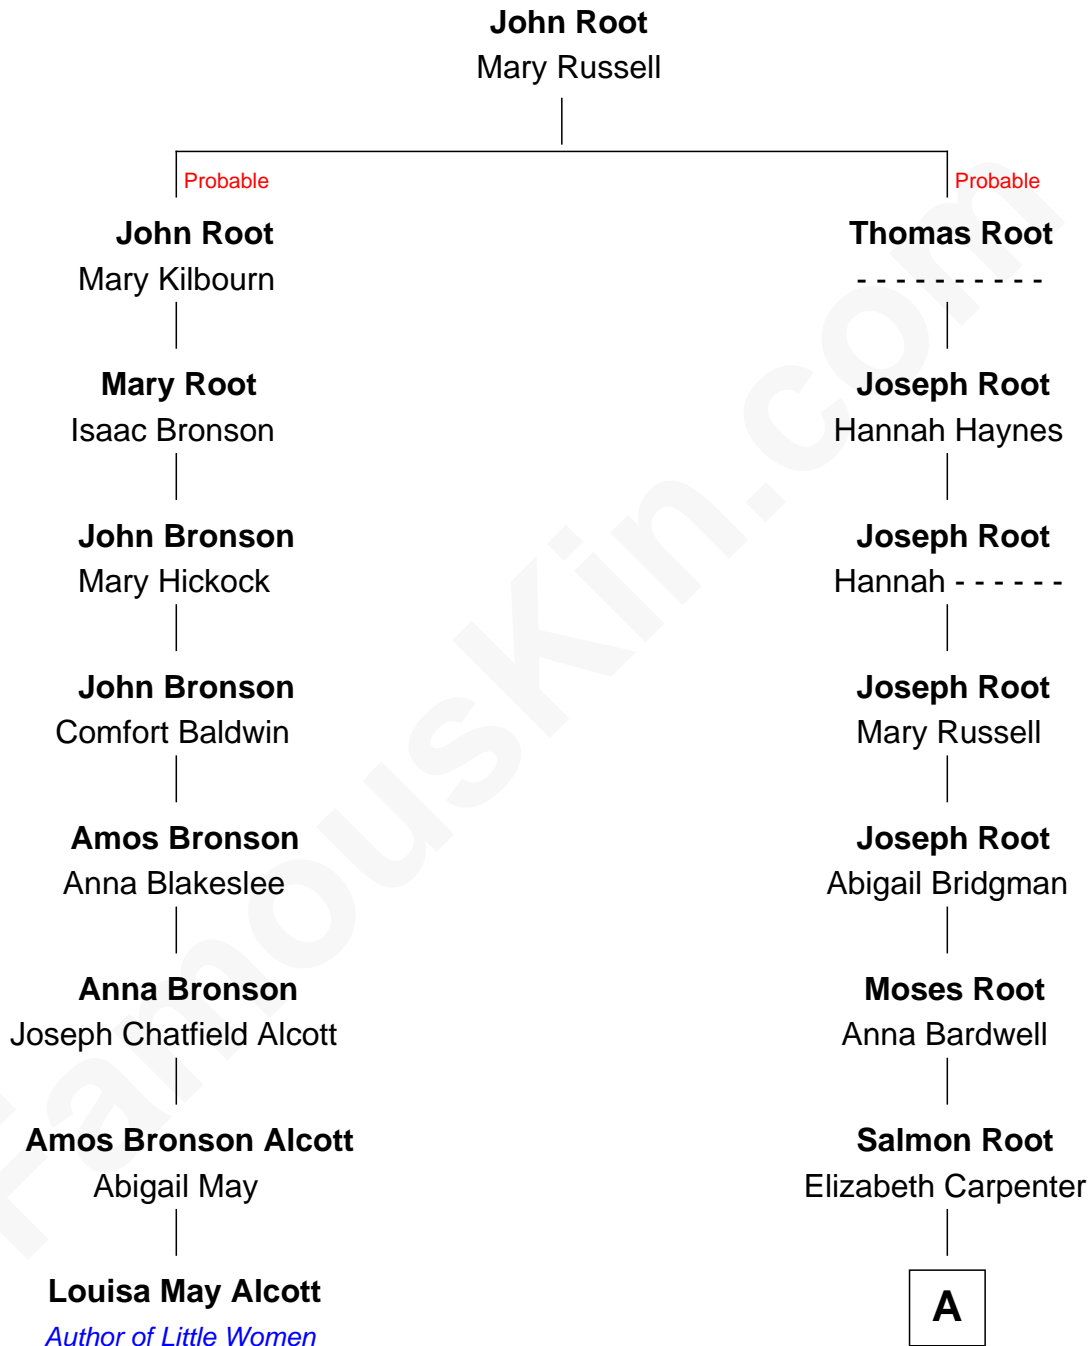 John Root
Mary Russell
Probable
Probable
John Root
Thomas Root
Mary Kilbourn
- - - - - - - - - -
Mary Root
Joseph Root
Isaac Bronson
Hannah Haynes
John Bronson
Joseph Root
Mary Hickock
Hannah - - - - - -
John Bronson
Joseph Root
Comfort Baldwin
Mary Russell
Amos Bronson
Joseph Root
Anna Blakeslee
Abigail Bridgman
Anna Bronson
Moses Root
Joseph Chatfield Alcott
Anna Bardwell
Amos Bronson Alcott
Salmon Root
Abigail May
Elizabeth Carpenter
Louisa May Alcott
A
Author of Little Women
FamousKin.com